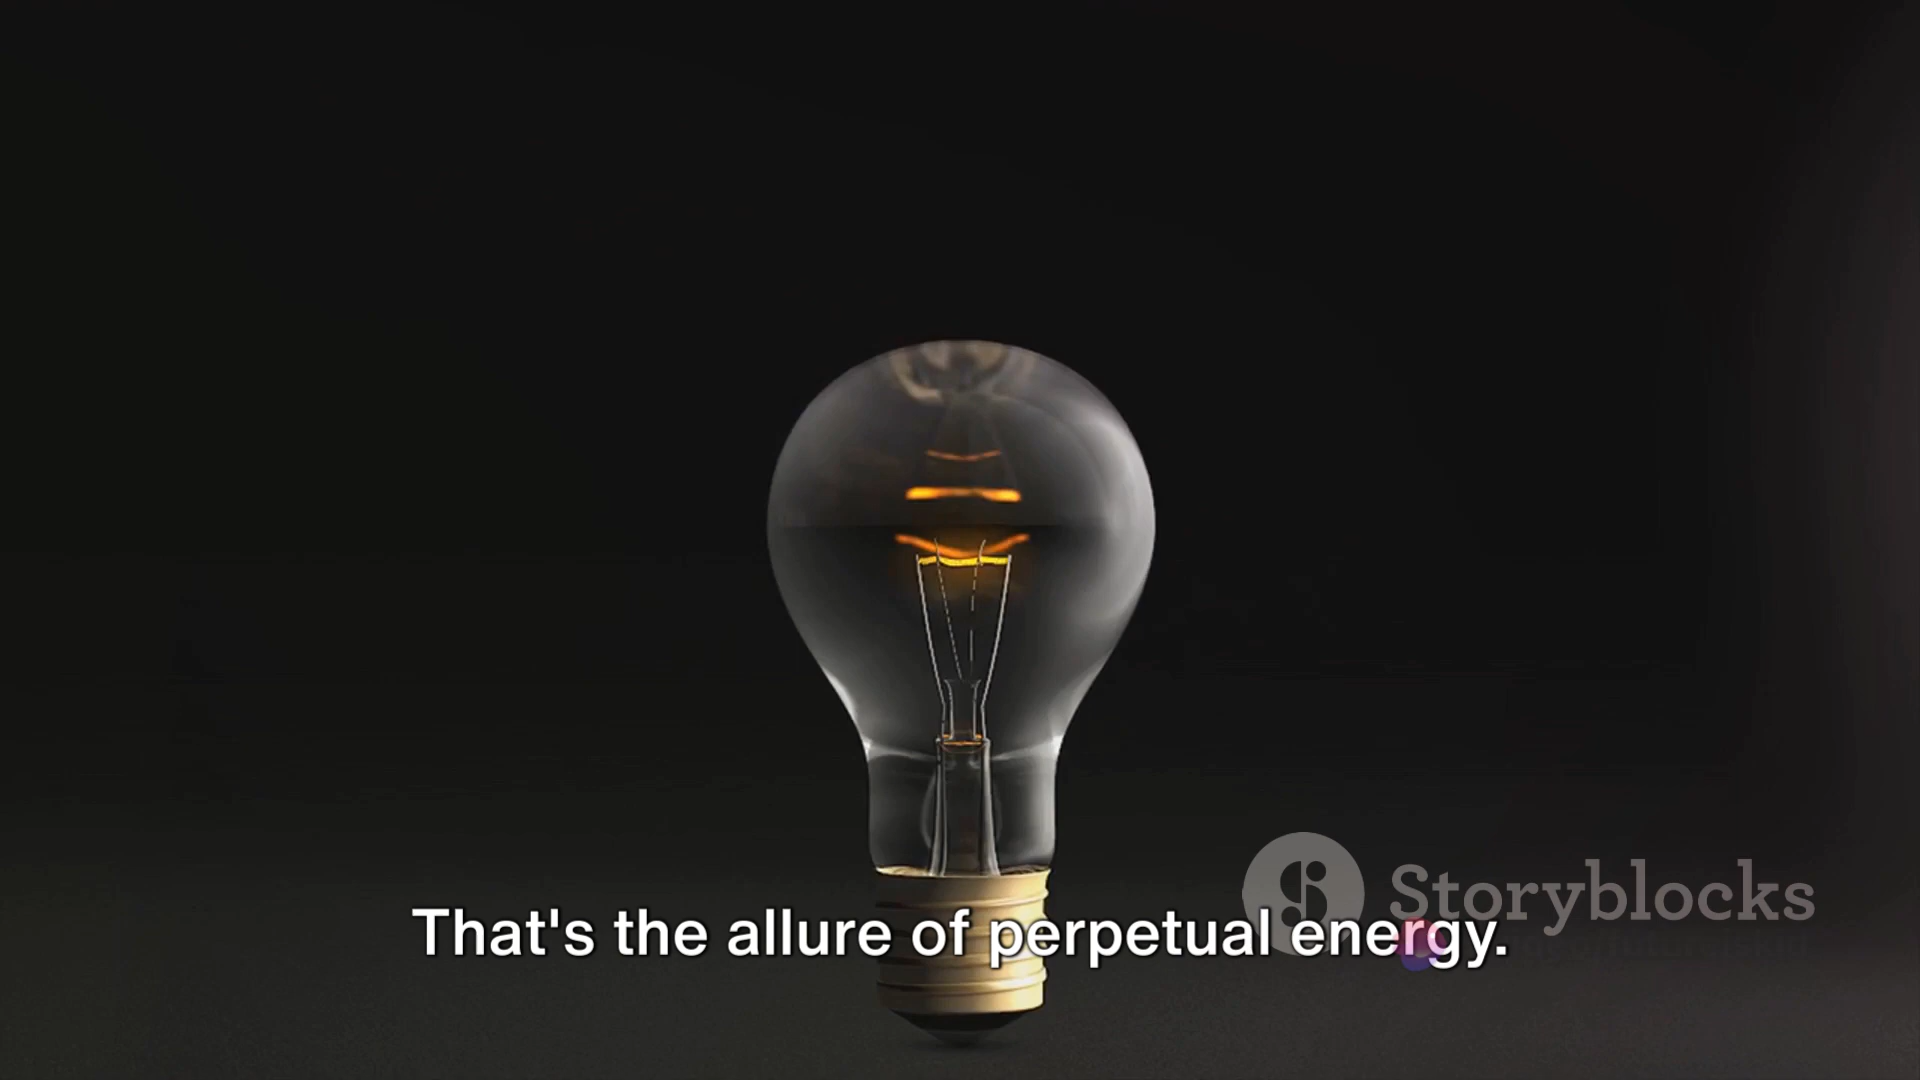 Storyblocks
That's the allure of perpetual energy.